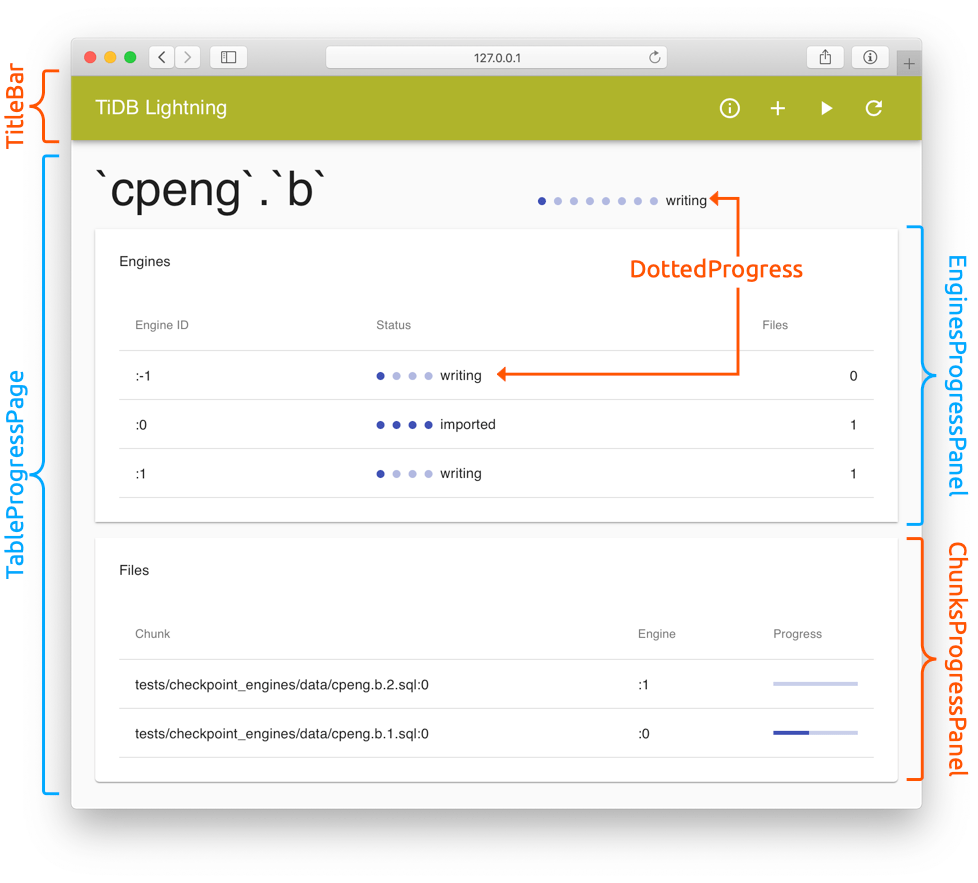 127.0.0.1
TitleBar
TiDB Lightning
`cpeng`.`b`
writing
DottedProgress
TableProgressPage
EnginesProgressPanel
Engines
Engine ID Status Files
:-1 writing 0
:0 imported 1
:1 writing 1
ChunksProgressPanel
Files
Chunk Engine Progress
tests/checkpoint_engines/data/cpeng.b.2.sql:0 :1
tests/checkpoint_engines/data/cpeng.b.1.sql:0 :0